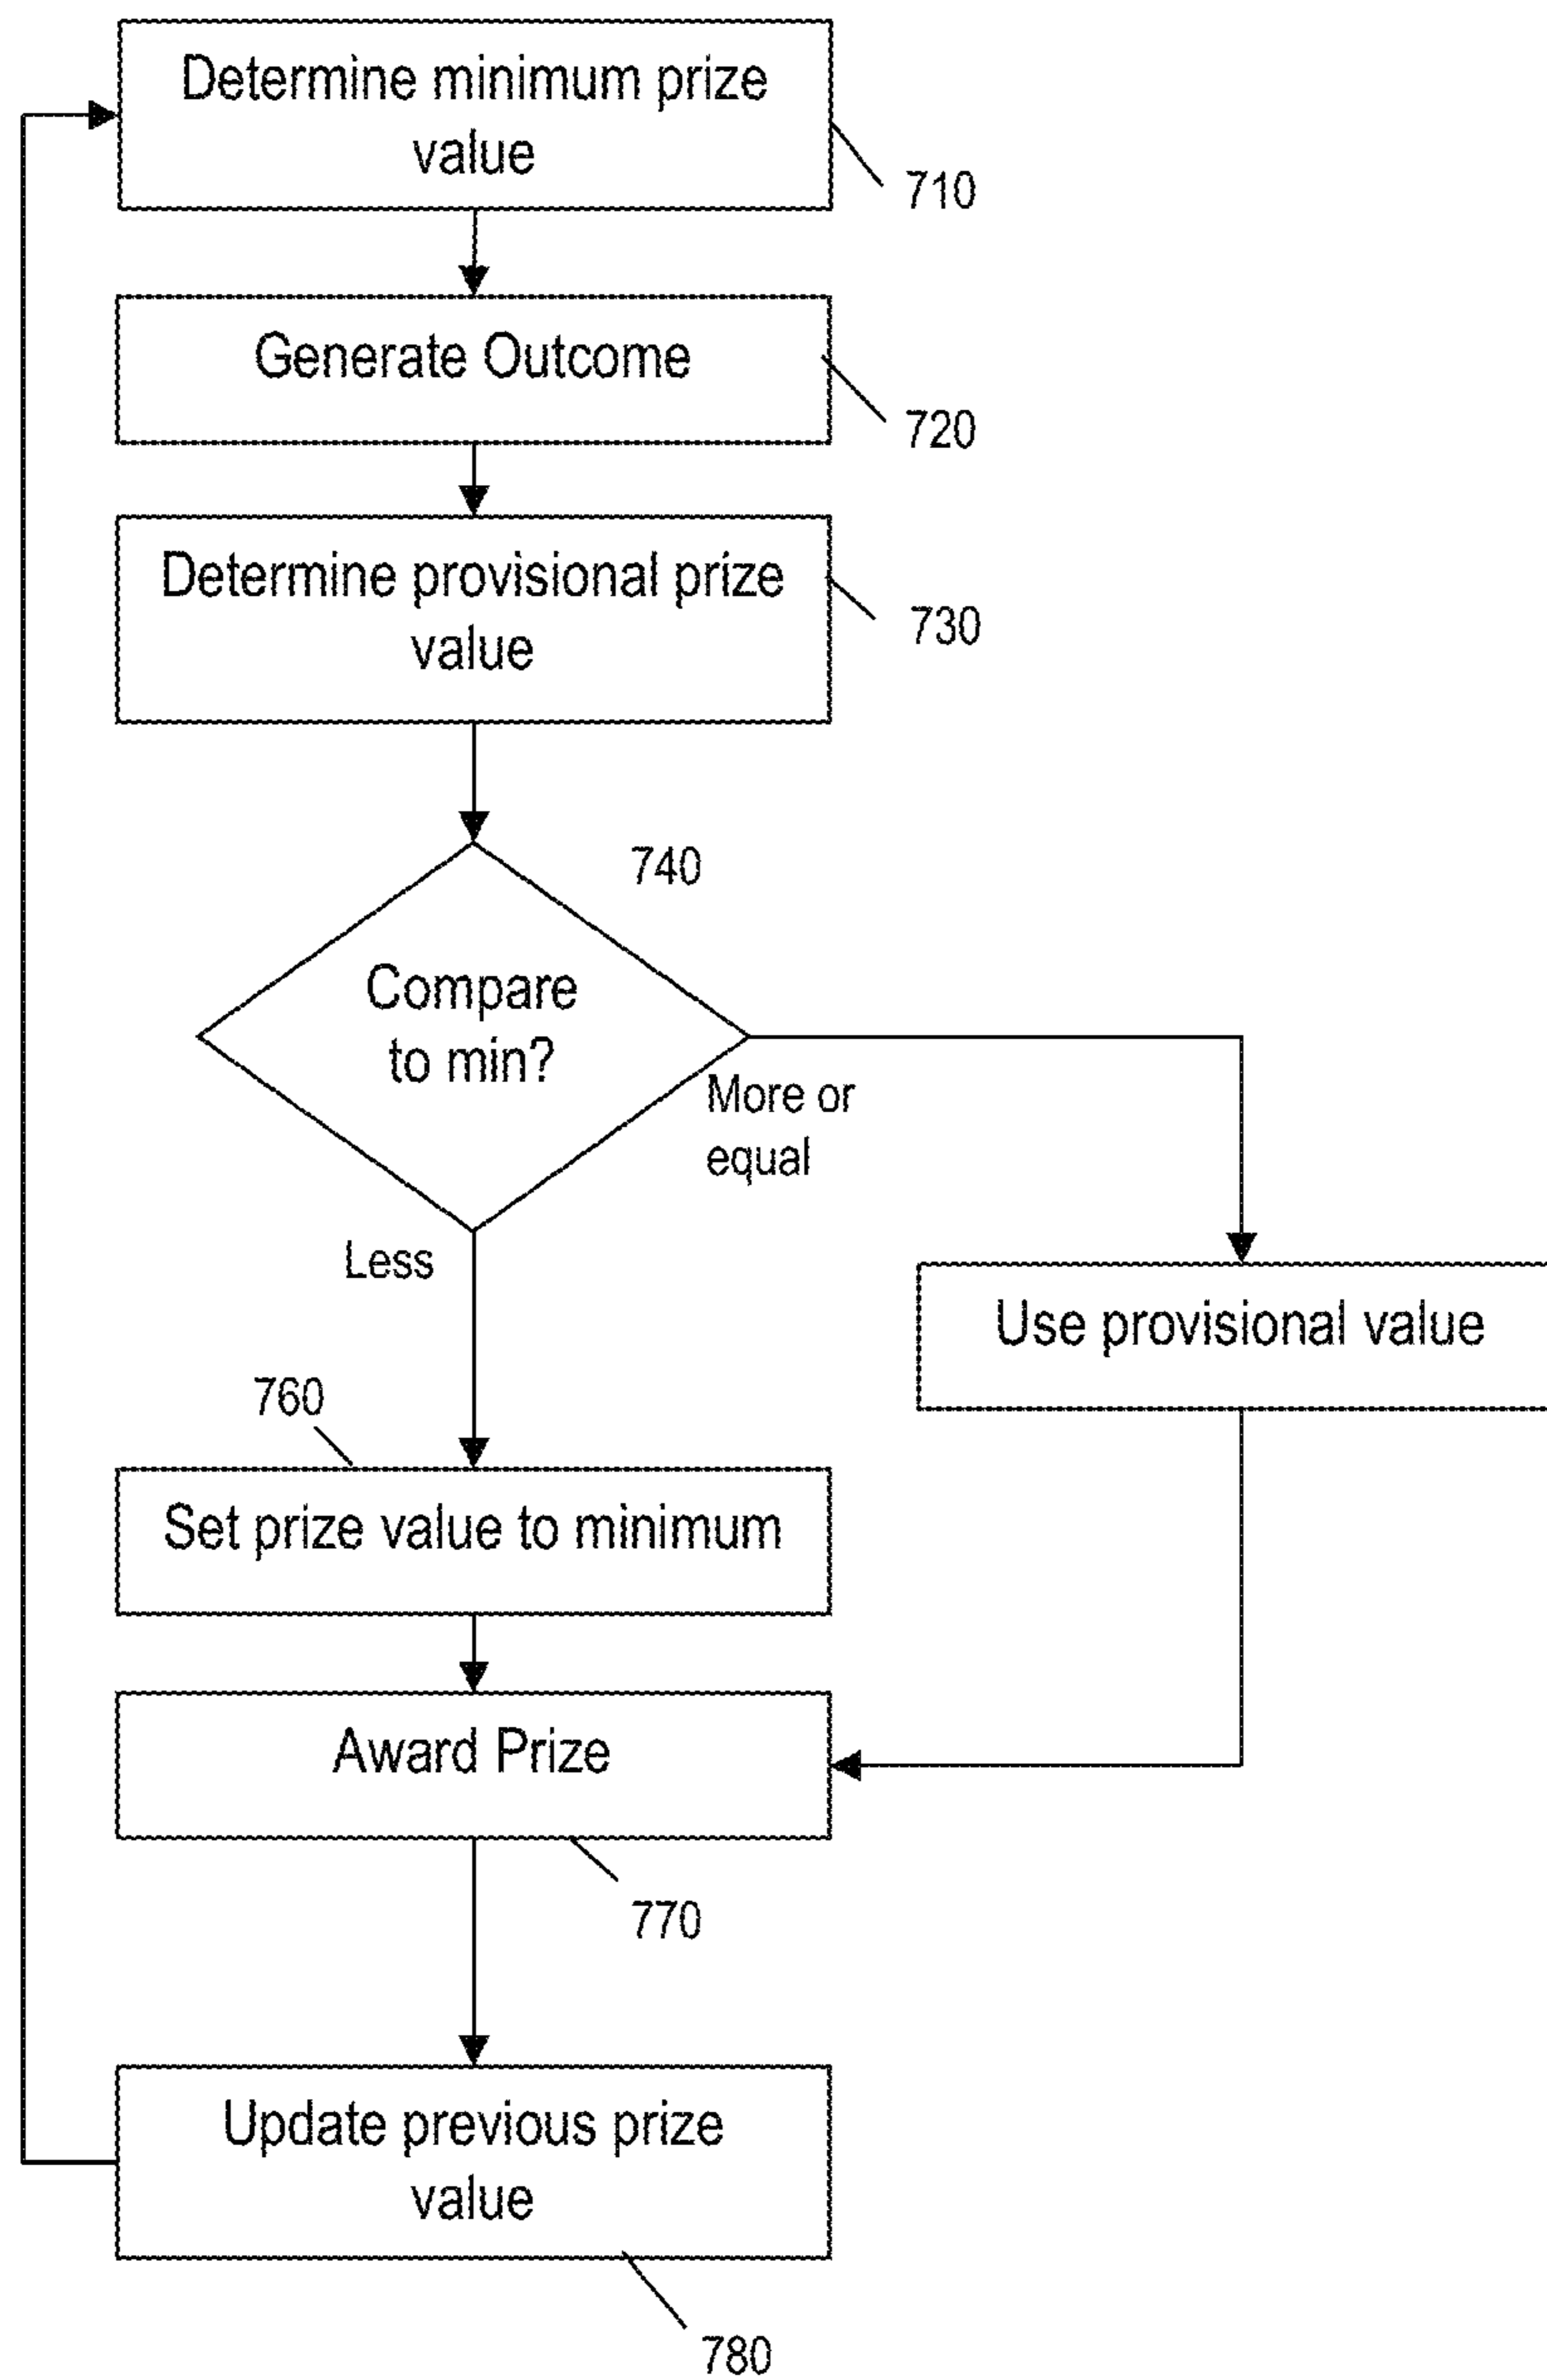 Determine minimum prize
value
710
Generate Outcome
720
Determine provisional prize
value
730
740
Compare
to min?
More or
equal
Less
Use provisional value
760
Set prize value to minimum
Award Prize
770
Update previous prize
value
780